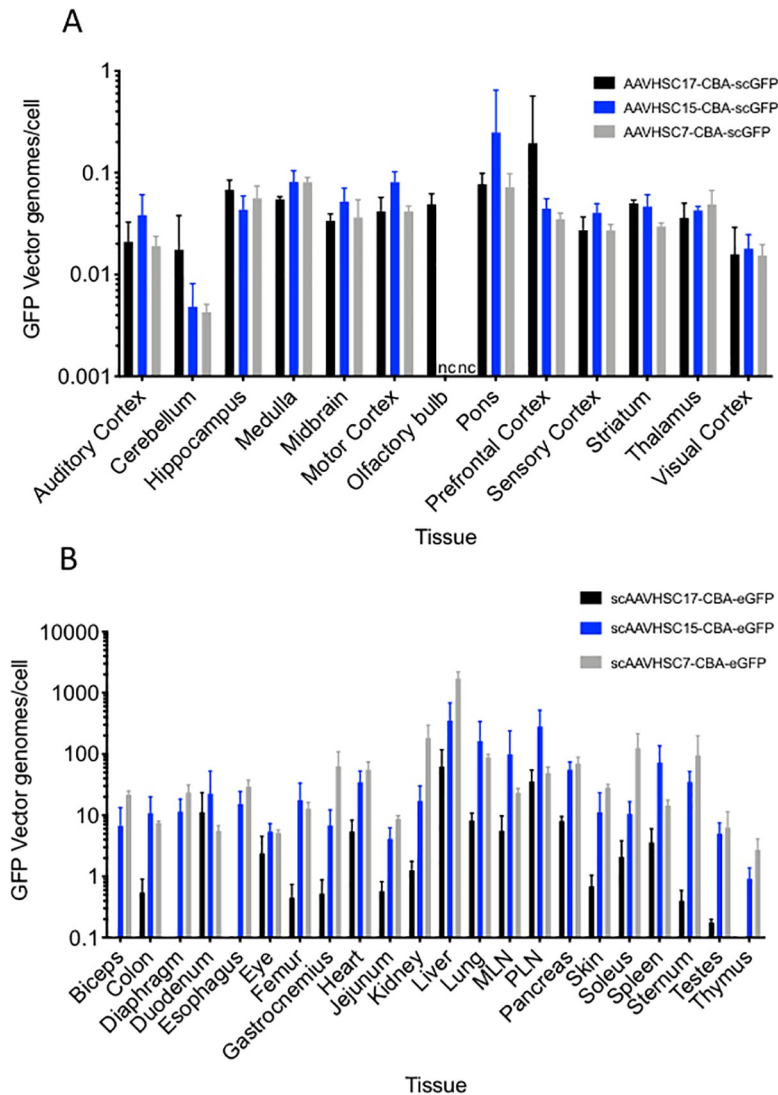 A
AAVHSC17-CBA-scGFP
AAVHSC15-CBA-scGFP
AAVHSC7-CBA-scGFP
GFP Vector genomes/cell
1
0.1
0.01
0.001
nc nc
Auditory Cortex
Cerebellum
Hippocampus
Medulla
Midbrain
Motor Cortex
Olfactory bulb
Pons
Prefrontal Cortex
Sensory Cortex
Striatum
Thalamus
Visual Cortex
Tissue
B
scAAVHSC17-CBA-eGFP
scAAVHSC15-CBA-eGFP
scAAVHSC7-CBA-eGFP
GFP Vector genomes/cell
10000
1000
100
10
1
0.1
Biceps
Colon
Diaphragm
Duodenum
Esophagus
Eye
Femur
Gastrocnemius
Heart
Jejunum
Kidney
Liver
Lung
MLN
PLN
Pancreas
Skin
Soleus
Spleen
Sternum
Testes
Thymus
Tissue